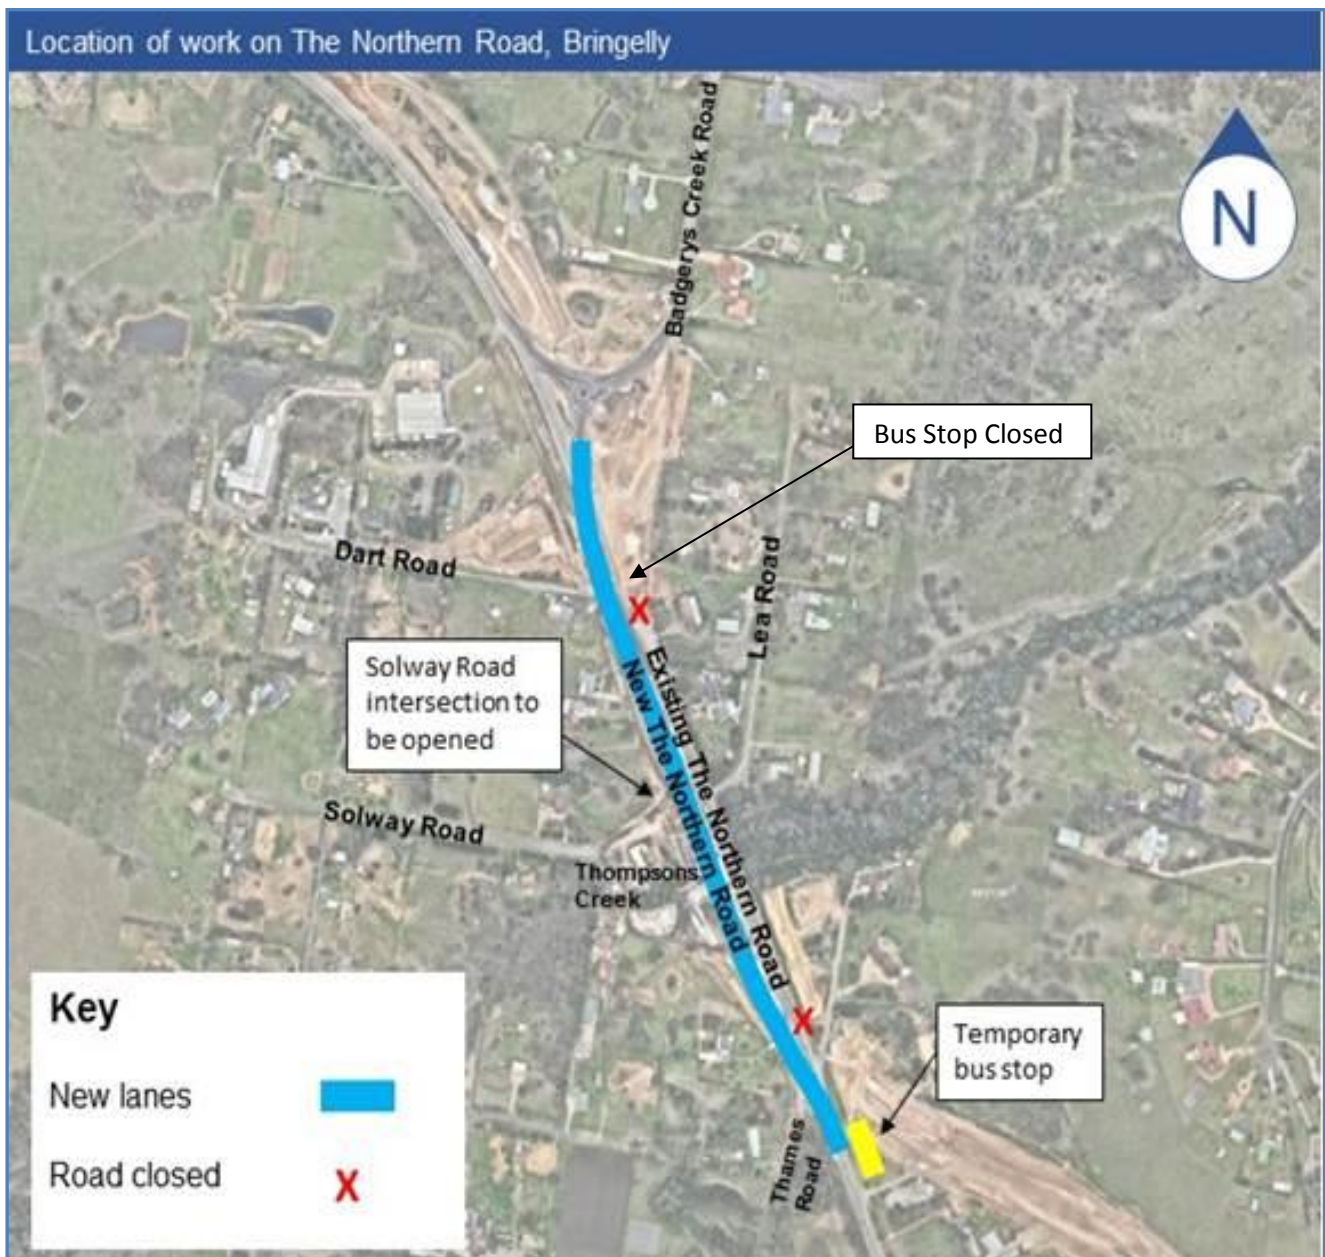 Location of work on The Northern Road, Bringelly
Badgerys Creek Road
N
Bus Stop Closed
Dart Road
Lea Road
X
Solway Road
intersection to
be opened
Existing The Northern Road
New The Northern Road
Solway Road
Thompsons
Creek
X
Temporary
bus stop
Thames
Road
Key
New lanes
Road closed
X